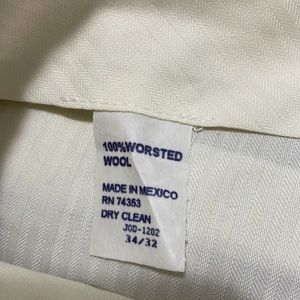 100%WORSTED
WOOL
MADE IN MEXICO
RN 74353
DRY CLEAN
JOD-1202
34/32